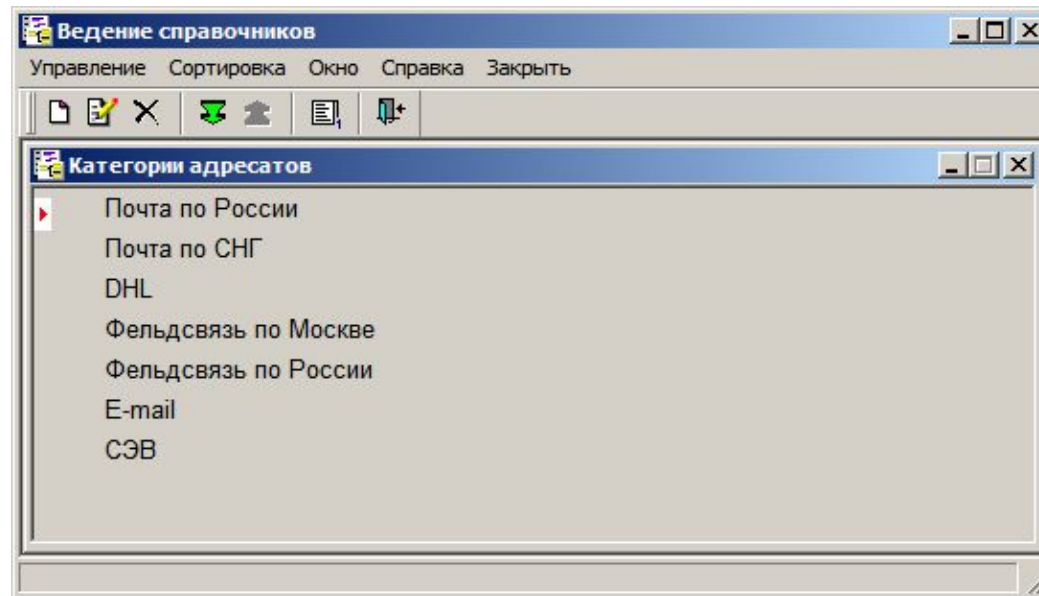 Ведение справочников
Управление Сортировка Окно Справка Закрыть
Категории адресатов
Почта по России
Почта по СНГ
DHL
Фельдсвязь по Москве
Фельдсвязь по России
E-mail
СЭВ